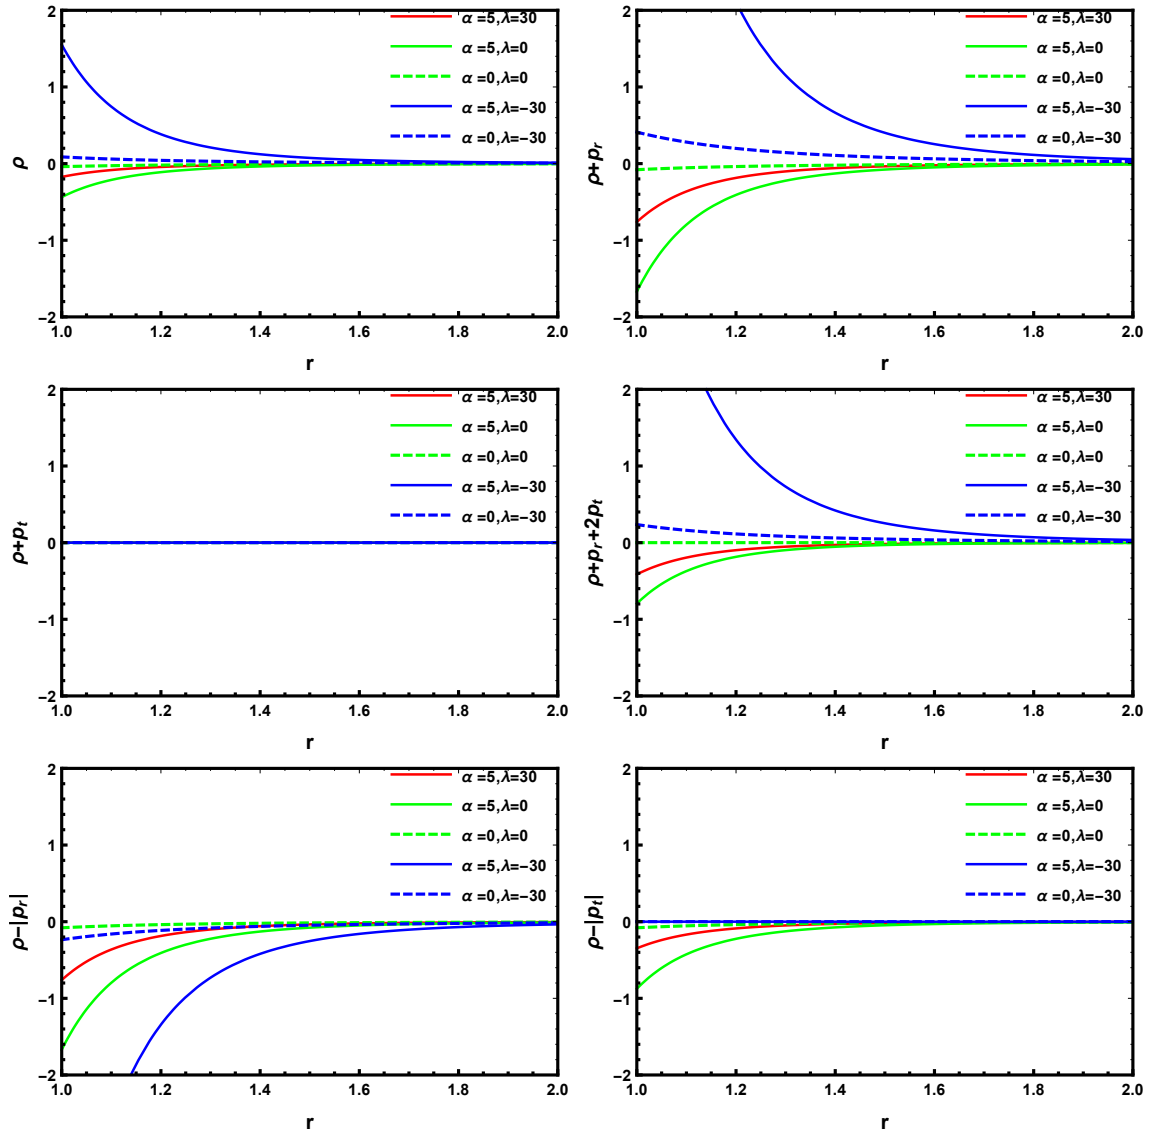 2
α =5,λ=30
α =5,λ=0
1
α =0,λ=0
α =5,λ=−30
α =0,λ=−30
ρ
0
−1
−2
1.0 1.2 1.4 1.6 1.8 2.0
r
2
α =5,λ=30
α =5,λ=0
1
α =0,λ=0
α =5,λ=−30
α =0,λ=−30
ρ+pr
0
−1
−2
1.0 1.2 1.4 1.6 1.8 2.0
r
2
α =5,λ=30
α =5,λ=0
1
α =0,λ=0
α =5,λ=−30
α =0,λ=−30
ρ+pt
0
−1
−2
1.0 1.2 1.4 1.6 1.8 2.0
r
2
α =5,λ=30
α =5,λ=0
1
α =0,λ=0
α =5,λ=−30
α =0,λ=−30
ρ+pr+2pt
0
−1
−2
1.0 1.2 1.4 1.6 1.8 2.0
r
2
α =5,λ=30
α =5,λ=0
1
α =0,λ=0
α =5,λ=−30
α =0,λ=−30
ρ−|pr|
0
−1
−2
1.0 1.2 1.4 1.6 1.8 2.0
r
2
α =5,λ=30
α =5,λ=0
1
α =0,λ=0
α =5,λ=−30
α =0,λ=−30
ρ−|pt|
0
−1
−2
1.0 1.2 1.4 1.6 1.8 2.0
r